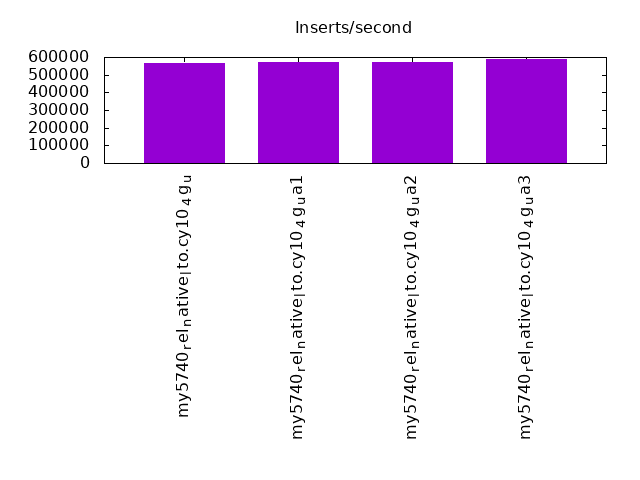 Inserts/second
600000
500000
400000
300000
200000
100000
0
my5740ᵣelₙativeₗto.cy10₄gᵤ
my5740ᵣelₙativeₗto.cy10₄gᵤa1
my5740ᵣelₙativeₗto.cy10₄gᵤa2
my5740ᵣelₙativeₗto.cy10₄gᵤa3